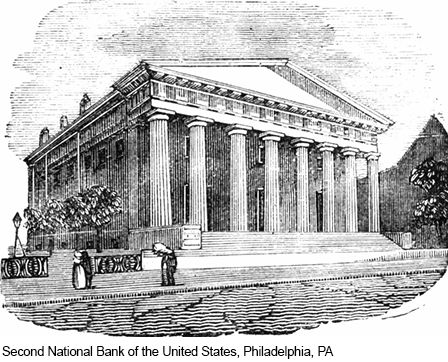 Second National Bank of the United States, Philadelphia, PA